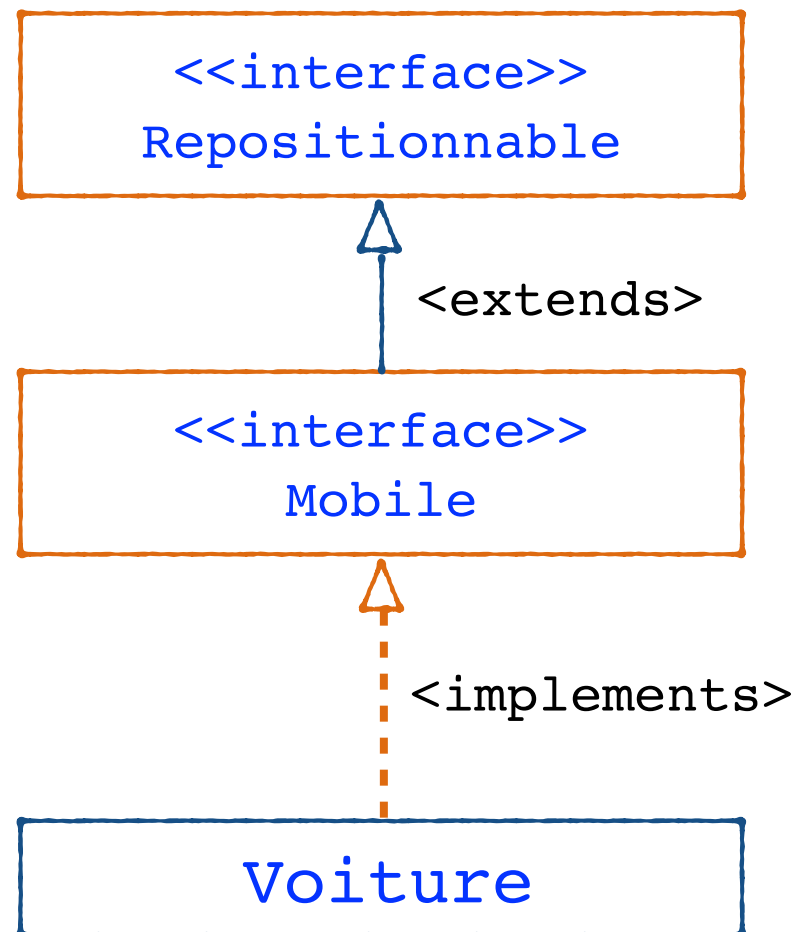 <<interface>>
Repositionnable
<extends>
<<interface>>
Mobile
<implements>
Voiture